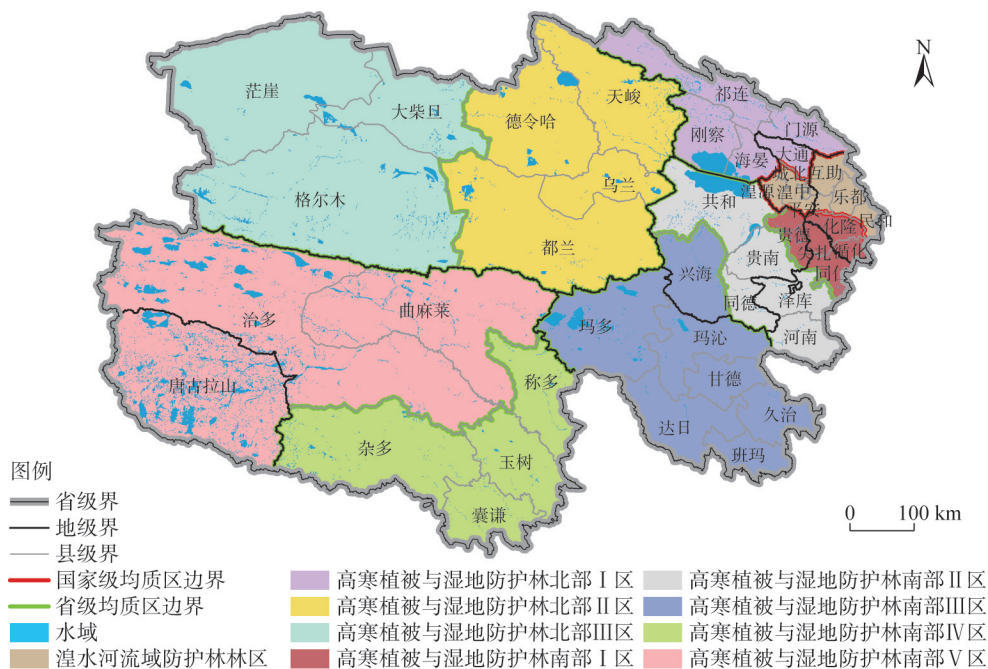 N
茫崖
大柴旦
德令哈
天峻
祁连
门源
刚察
海晏
大通
城北
互助
格尔木
乌兰
共和
湟源
湟中
乐都
平安
民和
都兰
贵德
化隆
尖扎
循化
同仁
兴海
贵南
同德
泽库
河南
治多
曲麻莱
玛多
玛沁
唐古拉山
称多
甘德
久治
达日
班玛
杂多
玉树
囊谦
0 100 km
图例
省级界
地级界
县级界
国家级均质区边界
省级均质区边界
水域
湟水河流域防护林林区
高寒植被与湿地防护林北部Ⅰ区
高寒植被与湿地防护林北部Ⅱ区
高寒植被与湿地防护林北部Ⅲ区
高寒植被与湿地防护林南部Ⅰ区
高寒植被与湿地防护林南部Ⅱ区
高寒植被与湿地防护林南部Ⅲ区
高寒植被与湿地防护林南部Ⅳ区
高寒植被与湿地防护林南部Ⅴ区